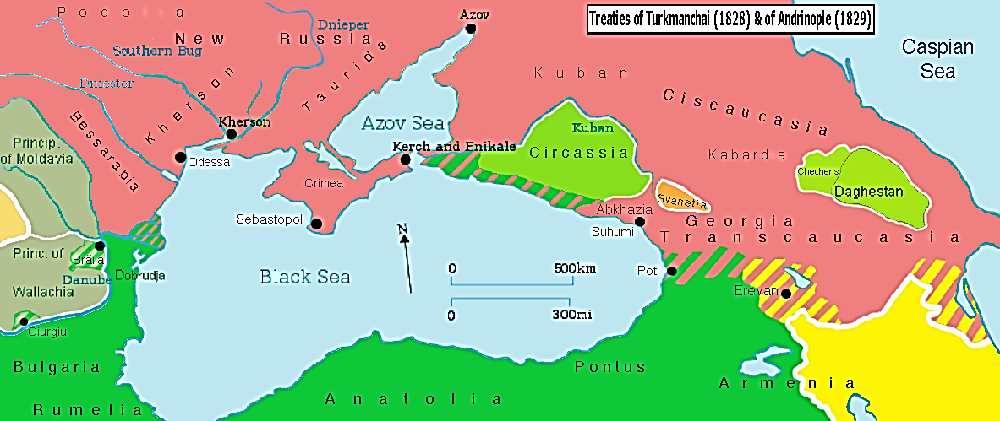 Treaties of Turkmanchai (1828) & of Andrinople (1829)
Podolia
Azov
Dnieper
New Russia
Southern Bug
Caspian
Sea
Kuban
Dniester
Kherson
Taurida
Ciscaucasia
Bessarabia
Kherson
Azov Sea
Kuban
Princip.
of Moldavia
Kerch and Enikale
Circassia
Kabardia
Odessa
Chechens
Crimea
Daghestan
Svanetia
Abkhazia
Sebastopol
Georgia
Suhumi
Transcaucasia
N
Princ. of
Brăila
Danube
Dobrudja
Black Sea
0 500km
0 300mi
Poti
Wallachia
Erevan
Giurgiu
Bulgaria
Pontus
Armenia
Anatolia
Rumelia